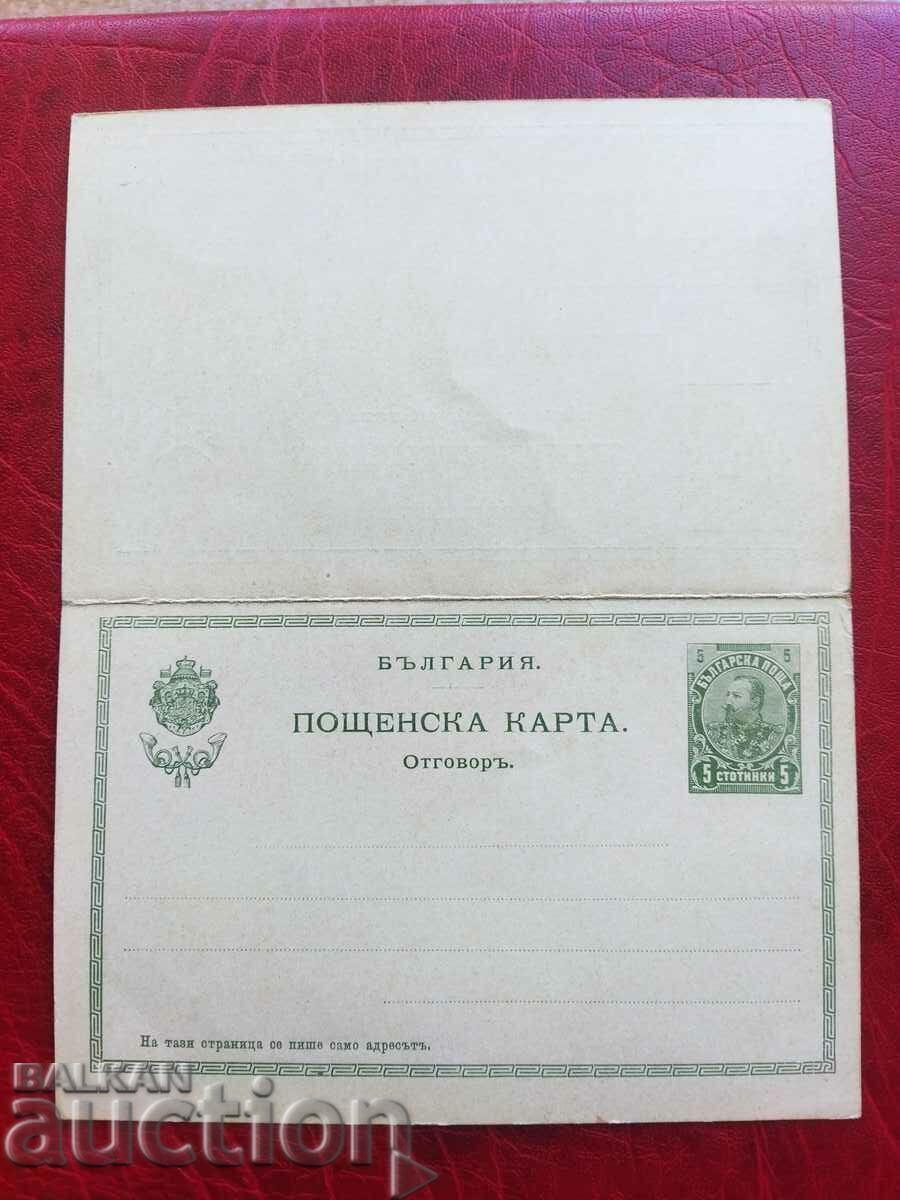 БЪЛГАРИЯ.
ПОЩЕНСКА КАРТА.
Отговоръ.
5 5
БЪЛГАРСКА ПОЩА
5 СТОТИНКИ 5
На тази страница се пише само адресътъ.
BALKAN
auction